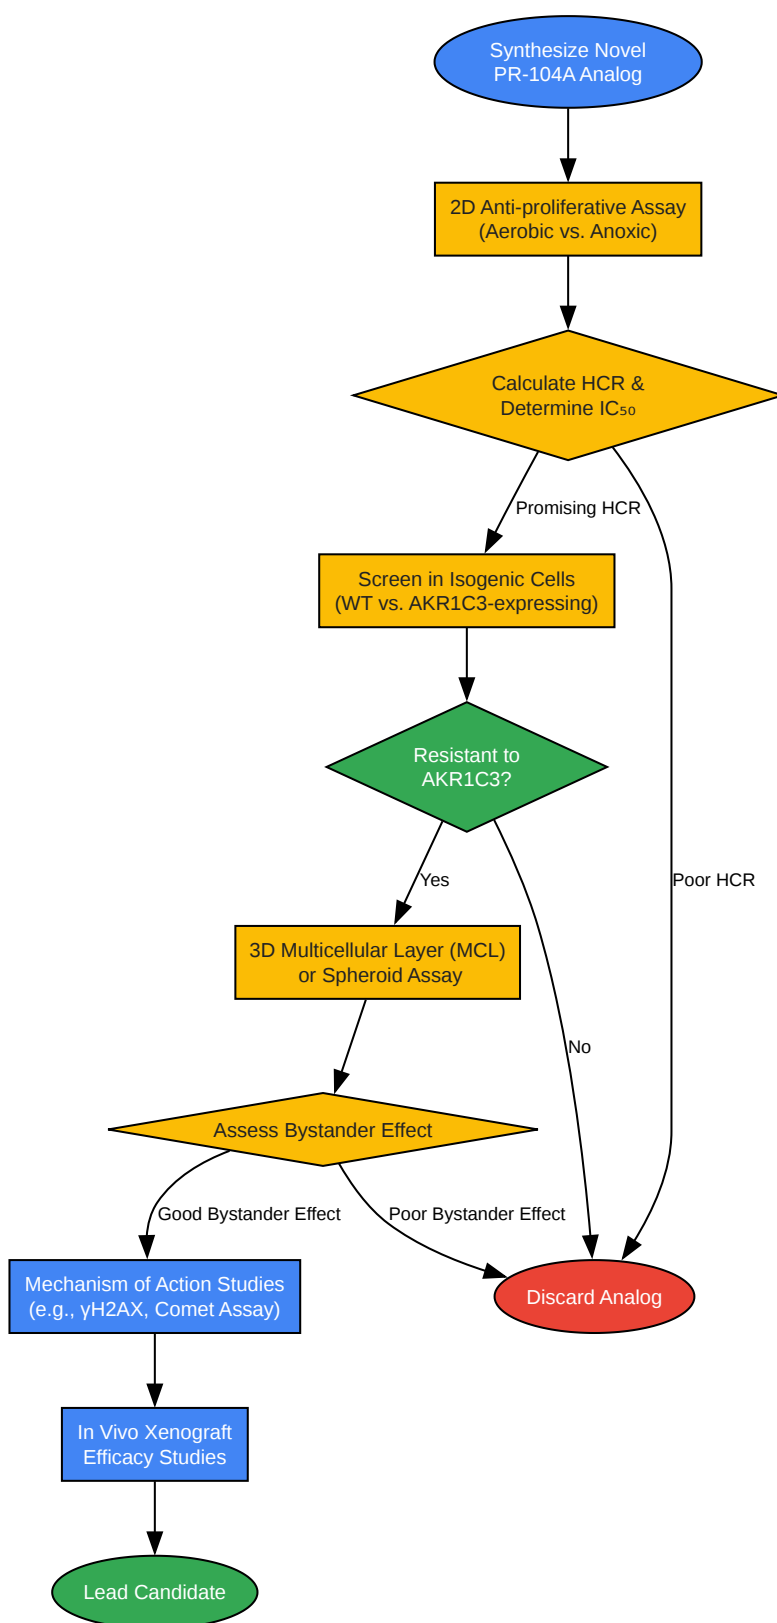 Synthesize Novel
PR-104A Analog
2D Anti-proliferative Assay
(Aerobic vs. Anoxic)
Calculate HCR &
Determine IC₅₀
Promising HCR
Screen in Isogenic Cells
(WT vs. AKR1C3-expressing)
Resistant to
AKR1C3?
Yes
Poor HCR
3D Multicellular Layer (MCL)
or Spheroid Assay
No
Assess Bystander Effect
Good Bystander Effect
Poor Bystander Effect
Mechanism of Action Studies
(e.g., γH2AX, Comet Assay)
Discard Analog
In Vivo Xenograft
Efficacy Studies
Lead Candidate